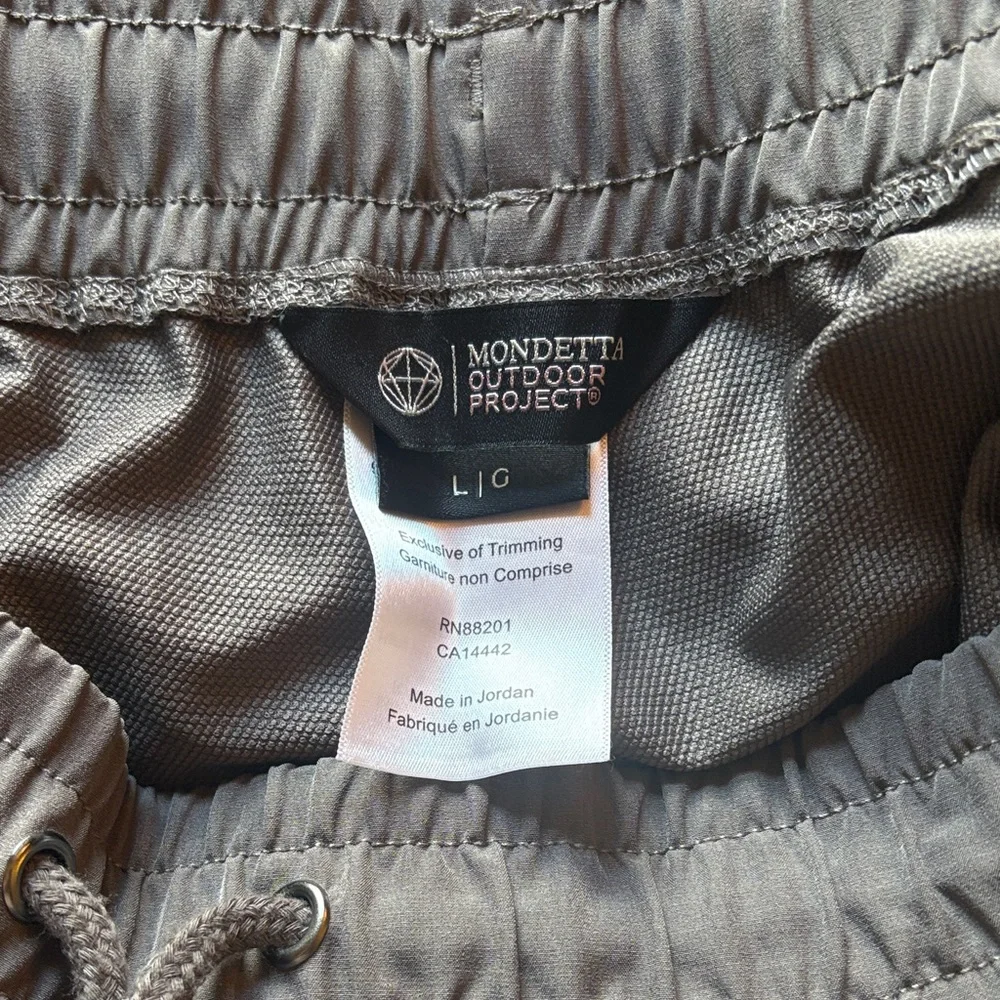 MONDETTA
OUTDOOR
PROJECT®
L|G
Exclusive of Trimming
Garniture non Comprise
RN88201
CA14442
Made in Jordan
Fabriqué en Jordanie